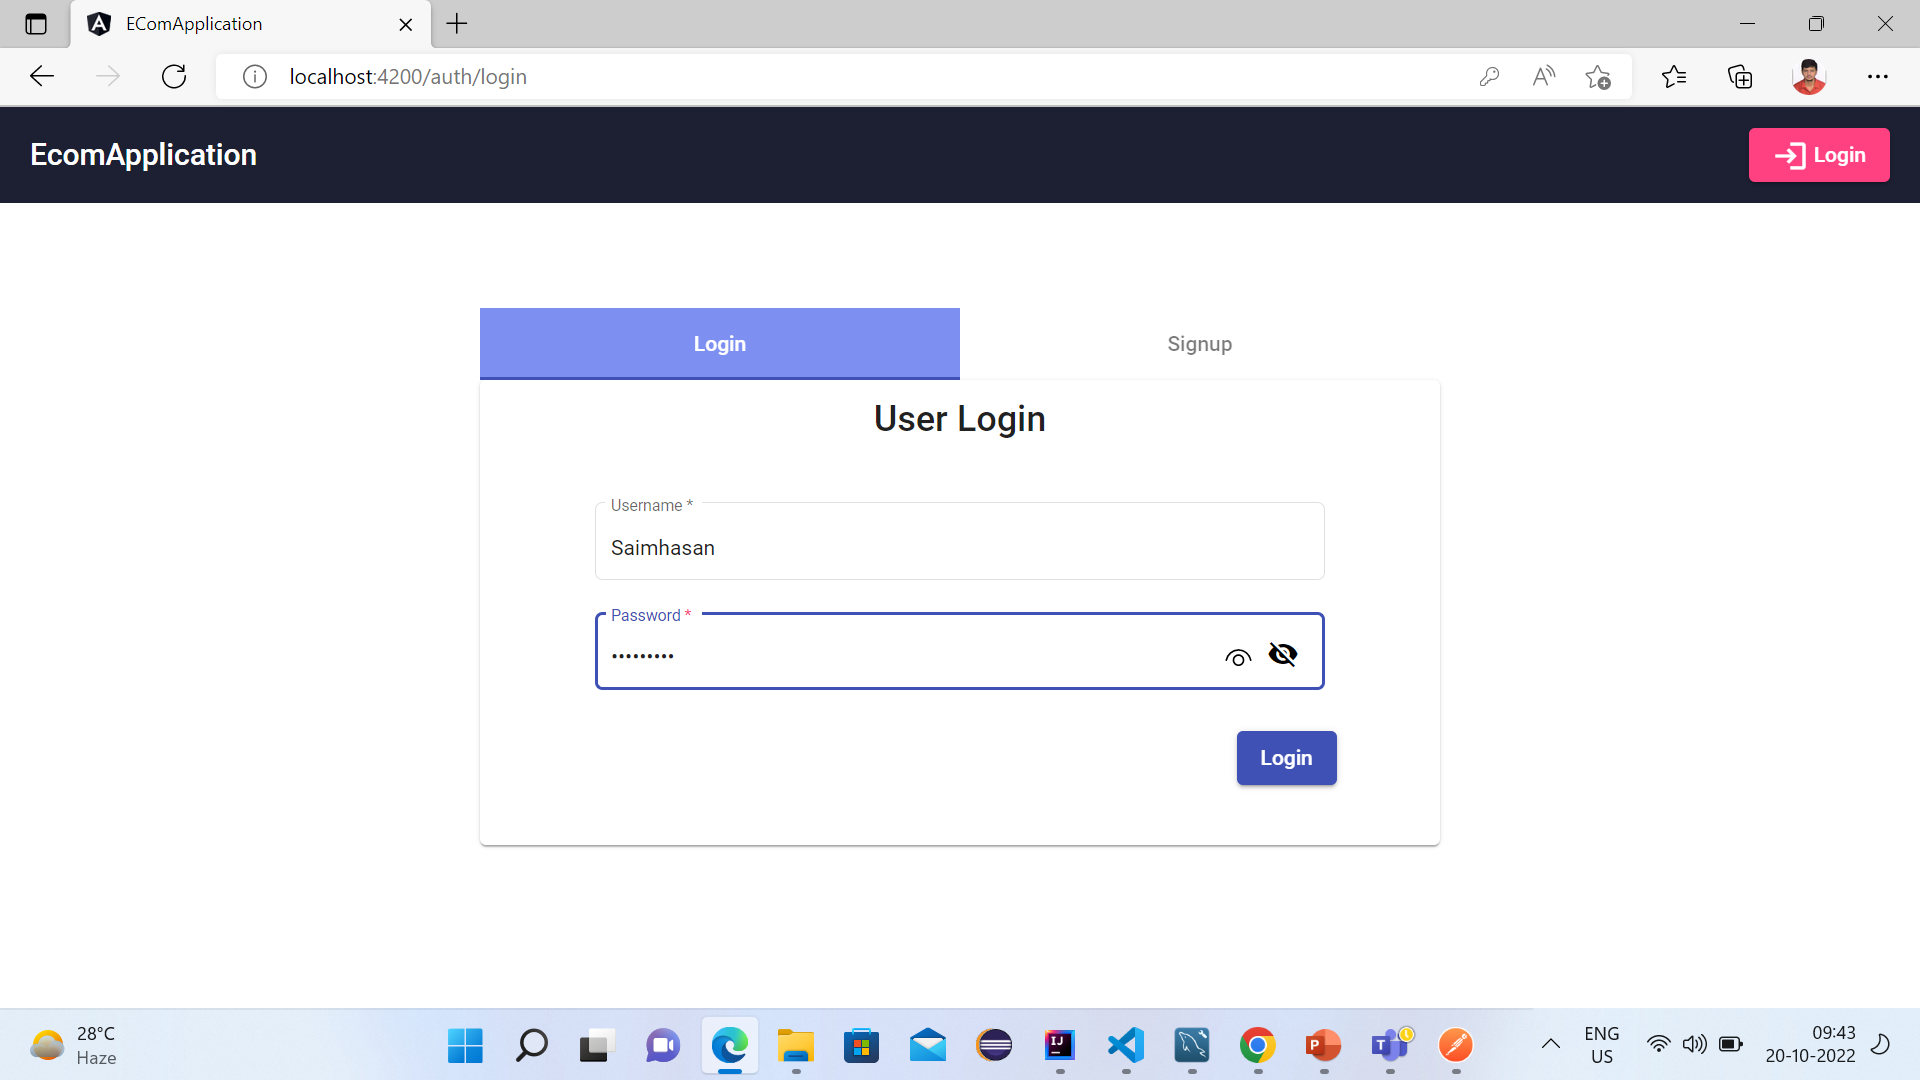 EComApplication
localhost:4200/auth/login
EcomApplication
Login
Login
Signup
User Login
Username *
Saimhasan
Password *
•••••••••
Login
28°C
Haze
ENG
US
09:43
20-10-2022